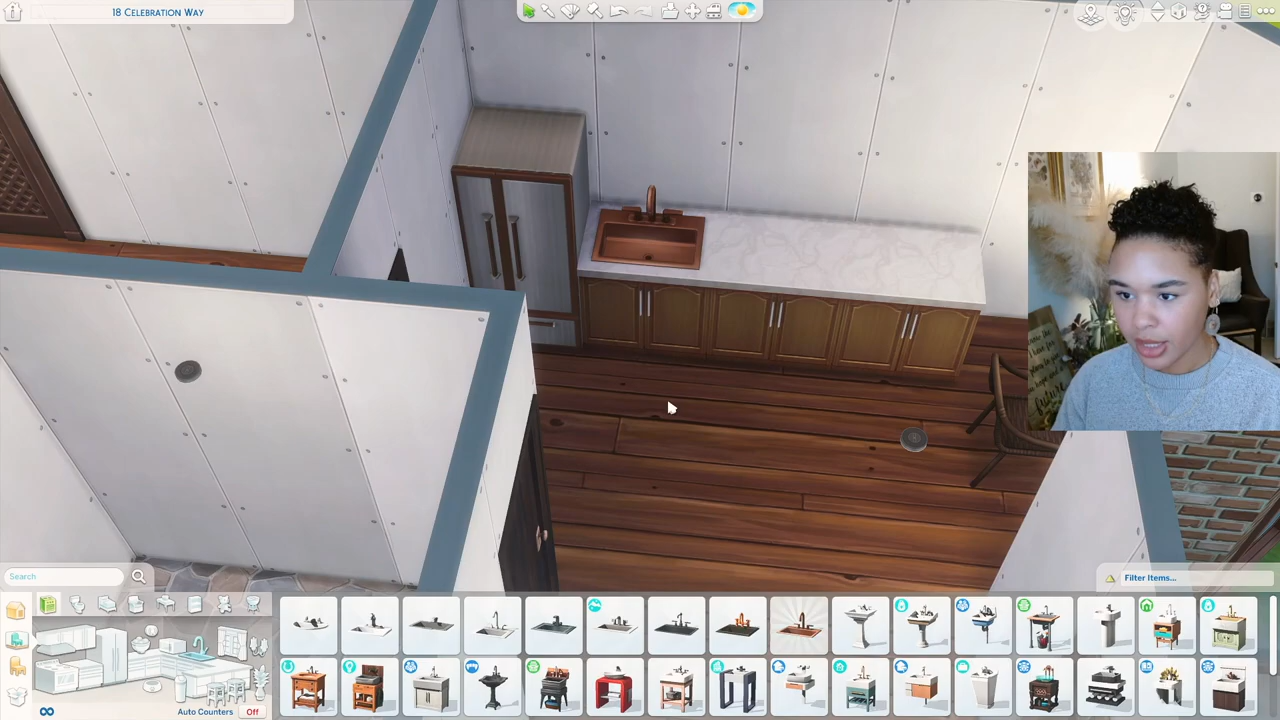 18 Celebration Way
Search
Filter Items...
Auto Counters Off